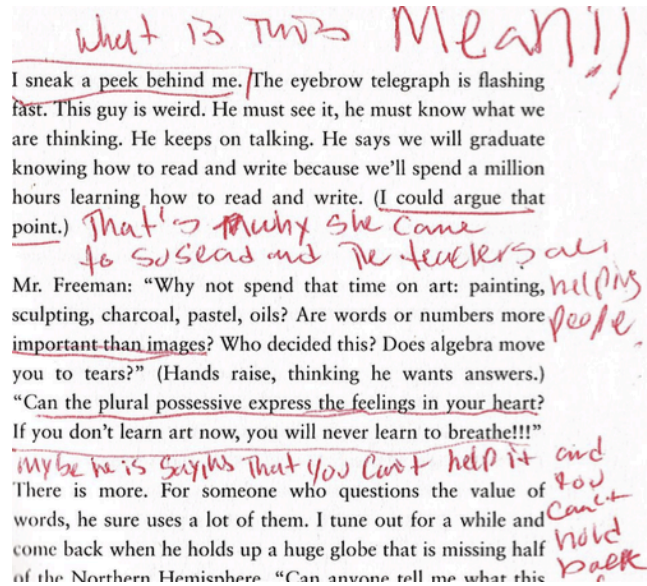 what is this Mean!!
I sneak a peek behind me. The eyebrow telegraph is flashing
fast. This guy is weird. He must see it, he must know what we
are thinking. He keeps on talking. He says we will graduate
knowing how to read and write because we’ll spend a million
hours learning how to read and write. (I could argue that
point.) That's why she came
to and The teachers are
helping
people
Mr. Freeman: “Why not spend that time on art: painting,
sculpting, charcoal, pastel, oils? Are words or numbers more
important than images? Who decided this? Does algebra move
you to tears?” (Hands raise, thinking he wants answers.)
“Can the plural possessive express the feelings in your heart?
If you don’t learn art now, you will never learn to breathe!!!”
mybe he is saying that you can't help it and
you
can't
hold
back
There is more. For someone who questions the value of
words, he sure uses a lot of them. I tune out for a while and
come back when he holds up a huge globe that is missing half
of the Northern Hemisphere. “Can anyone tell me what this